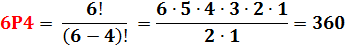 6P4 = 6! / (6 − 4)! = 6 · 5 · 4 · 3 · 2 · 1 / 2 · 1 = 360